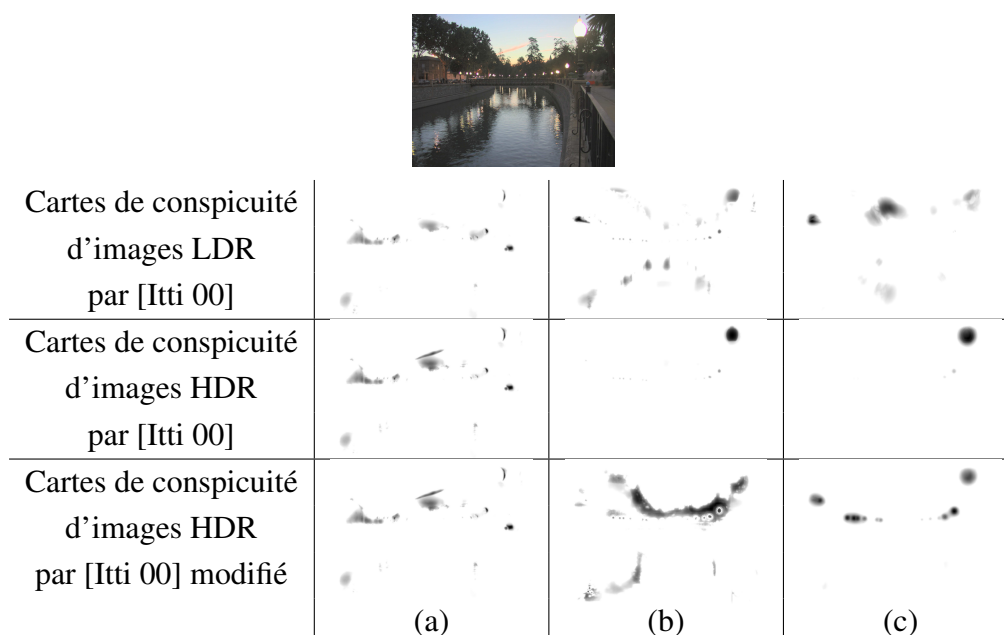 Cartes de conspicuité
d'images LDR
par [Itti 00]
Cartes de conspicuité
d'images HDR
par [Itti 00]
Cartes de conspicuité
d'images HDR
par [Itti 00] modifié
(a) (b) (c)